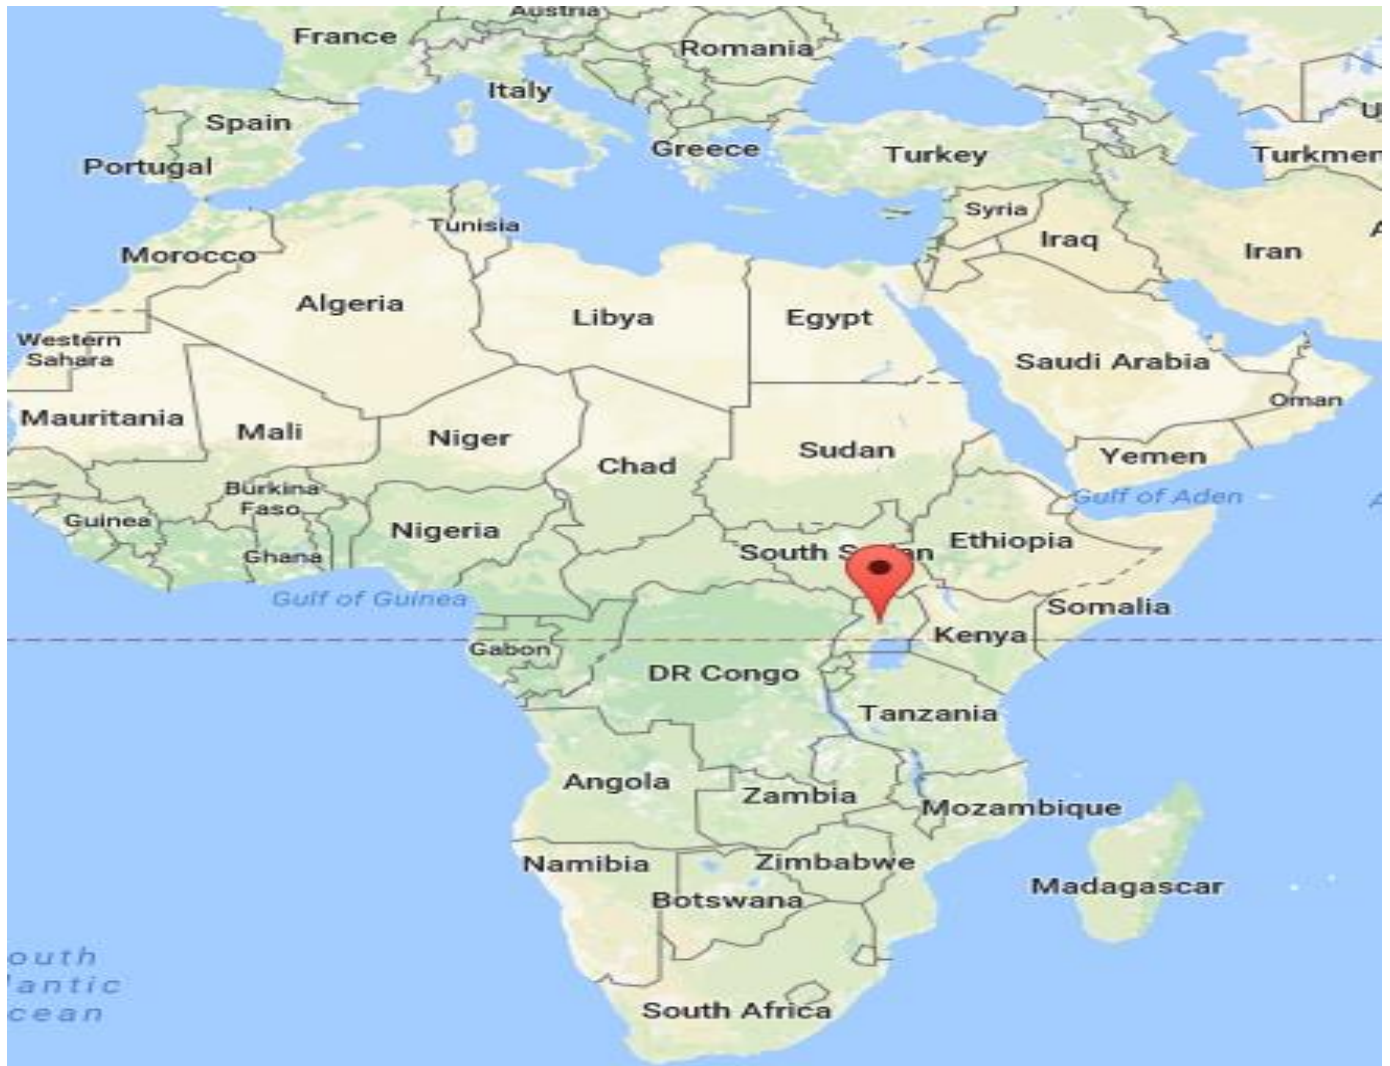 Austria
France
Romania
Italy
Spain
Greece
Turkey
Portugal
Turkmen
Syria
Tunisia
Iraq
Morocco
Iran
Algeria
Libya
Egypt
Western
Sahara
Saudi Arabia
Oman
Mauritania
Mali
Niger
Sudan
Chad
Yemen
Burkina
Faso
Gulf of Aden
Guinea
Nigeria
Ethiopia
Ghana
South S an
Gulf of Guinea
Somalia
Kenya
Gabon
DR Congo
Tanzania
Angola
Zambia
Mozambique
Namibia
Zimbabwe
Botswana
Madagascar
outh
lantic
cean
South Africa